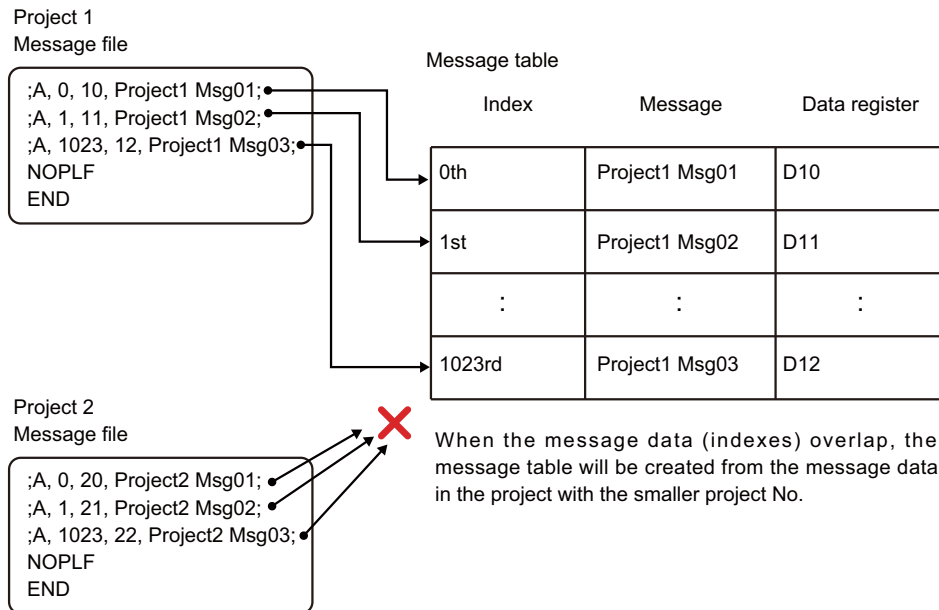 Project 1
Message file
;A, 0, 10, Project1 Msg01;
;A, 1, 11, Project1 Msg02;
;A, 1023, 12, Project1 Msg03;
NOPLF
END
Message table
Index Message Data register
0th Project1 Msg01 D10
1st Project1 Msg02 D11
: : :
1023rd Project1 Msg03 D12
Project 2
Message file
;A, 0, 20, Project2 Msg01;
;A, 1, 21, Project2 Msg02;
;A, 1023, 22, Project2 Msg03;
NOPLF
END
When the message data (indexes) overlap, the
message table will be created from the message data
in the project with the smaller project No.